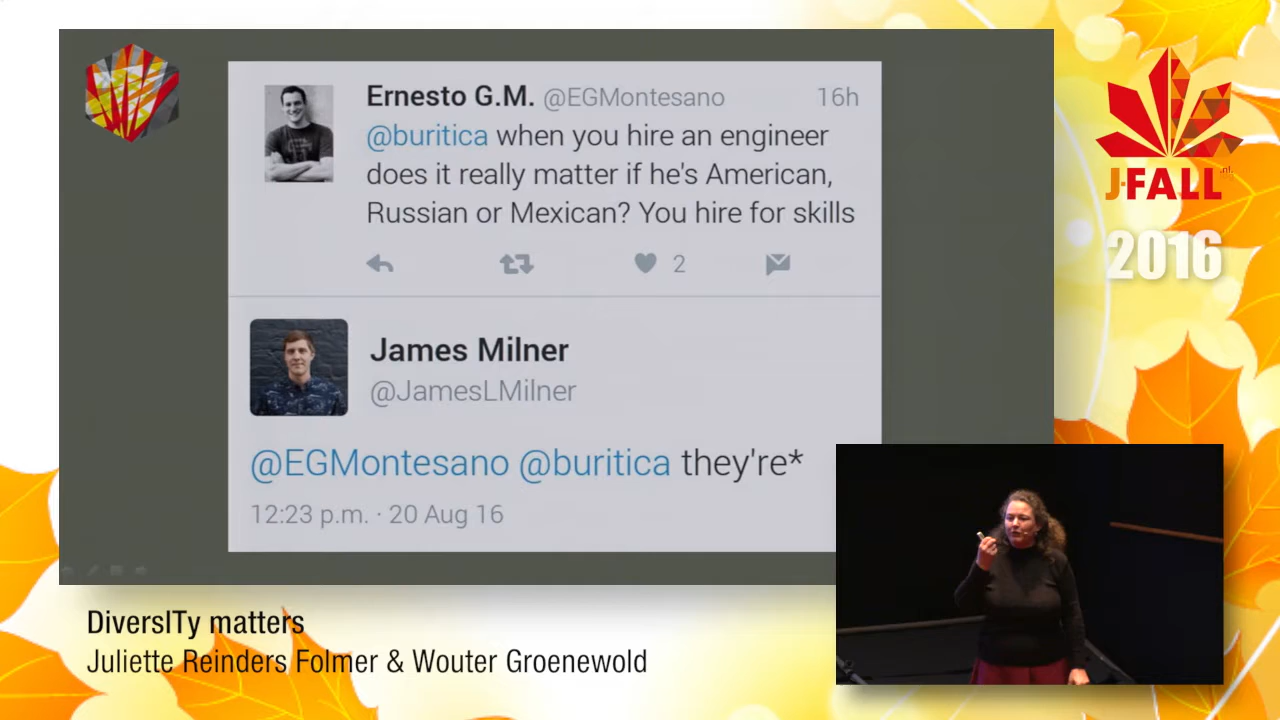 Ernesto G.M. @EGMontesano 16h
@buritica when you hire an engineer
does it really matter if he's American,
Russian or Mexican? You hire for skills
2
James Milner
@JamesLMilner
@EGMontesano @buritica they're*
12:23 p.m. · 20 Aug 16
J-FALL.nl
2016
DiversITy matters
Juliette Reinders Folmer & Wouter Groenewold